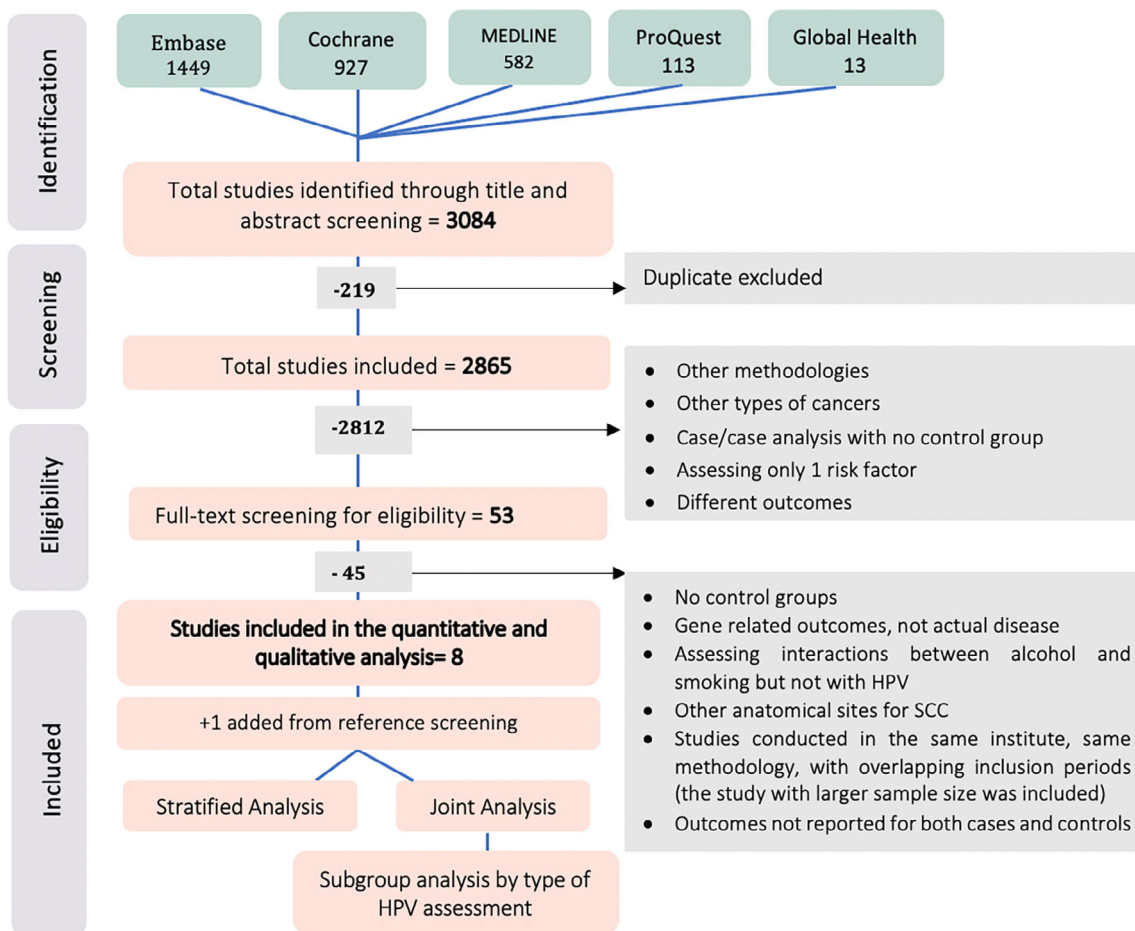 Identification
Embase
1449
Cochrane
927
MEDLINE
582
ProQuest
113
Global Health
13
Total studies identified through title and
abstract screening = 3084
Screening
-219
Duplicate excluded
Total studies included = 2865
-2812
• Other methodologies
• Other types of cancers
• Case/case analysis with no control group
• Assessing only 1 risk factor
• Different outcomes
Eligibility
Full-text screening for eligibility = 53
- 45
• No control groups
• Gene related outcomes, not actual disease
• Assessing interactions between alcohol and
smoking but not with HPV
• Other anatomical sites for SCC
• Studies conducted in the same institute, same
methodology, with overlapping inclusion periods
(the study with larger sample size was included)
• Outcomes not reported for both cases and controls
Included
Studies included in the quantitative and
qualitative analysis= 8
+1 added from reference screening
Stratified Analysis
Joint Analysis
Subgroup analysis by type of
HPV assessment